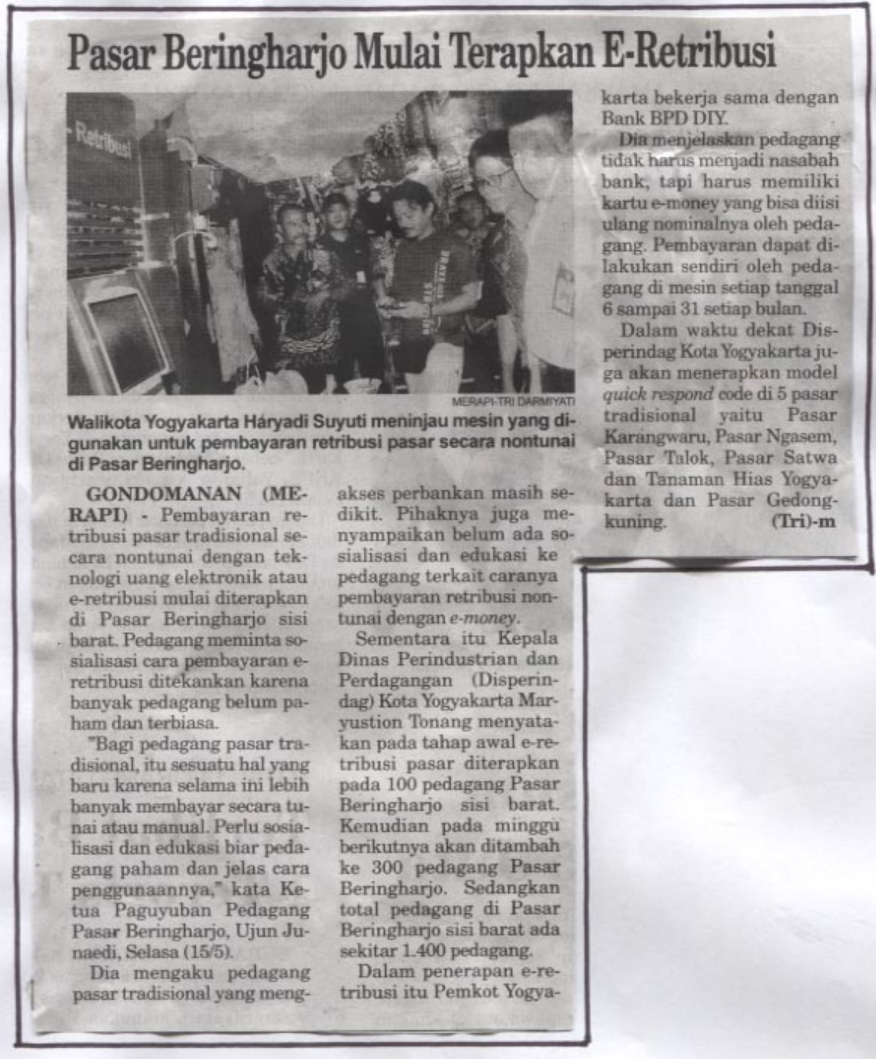 Pasar Beringharjo Mulai Terapkan E-Retribusi
- Retribusi
MERAPI-TRI DARMIYATI
Walikota Yogyakarta Haryadi Suyuti meninjau mesin yang di-
gunakan untuk pembayaran retribusi pasar secara nontunai
di Pasar Beringharjo.
GONDOMANAN (ME-
RAPI) - Pembayaran re-
tribusi pasar tradisional se-
cara nontunai dengan tek-
nologi uang elektronik atau
e-retribusi mulai diterapkan
di Pasar Beringharjo sisi
barat. Pedagang meminta so-
sialisasi cara pembayaran e-
retribusi ditekankan karena
banyak pedagang belum pa-
ham dan terbiasa.
"Bagi pedagang pasar tra-
disional, itu sesuatu hal yang
baru karena selama ini lebih
banyak membayar secara tu-
nai atau manual. Perlu sosia-
lisasi dan edukasi biar peda-
gang paham dan jelas cara
penggunaannya," kata Ke-
tua Paguyuban Pedagang
Pasar Beringharjo, Ujun Ju-
naedi, Selasa (15/5).
Dia mengaku pedagang
pasar tradisional yang meng-
akses perbankan masih se-
dikit. Pihaknya juga me-
nyampaikan belum ada so-
sialisasi dan edukasi ke
pedagang terkait caranya
pembayaran retribusi non-
tunai dengan e-money.
Sementara itu Kepala
Dinas Perindustrian dan
Perdagangan (Disperin-
dag) Kota Yogyakarta Mar-
yustion Tonang menyata-
kan pada tahap awal e-re-
tribusi pasar diterapkan
pada 100 pedagang Pasar
Beringharjo sisi barat.
Kemudian pada minggu
berikutnya akan ditambah
ke 300 pedagang Pasar
Beringharjo. Sedangkan
total pedagang di Pasar
Beringharjo sisi barat ada
sekitar 1.400 pedagang.
Dalam penerapan e-re-
tribusi itu Pemkot Yogya-
karta bekerja sama dengan
Bank BPD DIY.
Dia menjelaskan pedagang
tidak harus menjadi nasabah
bank, tapi harus memiliki
kartu e-money yang bisa diisi
ulang nominalnya oleh peda-
gang. Pembayaran dapat di-
lakukan sendiri oleh peda-
gang di mesin setiap tanggal
6 sampai 31 setiap bulan.
Dalam waktu dekat Dis-
perindag Kota Yogyakarta ju-
ga akan menerapkan model
quick respond code di 5 pasar
tradisional yaitu Pasar
Karangwaru, Pasar Ngasem,
Pasar Talok, Pasar Satwa
dan Tanaman Hias Yogya-
karta dan Pasar Gedong-
kuning. (Tri)-m